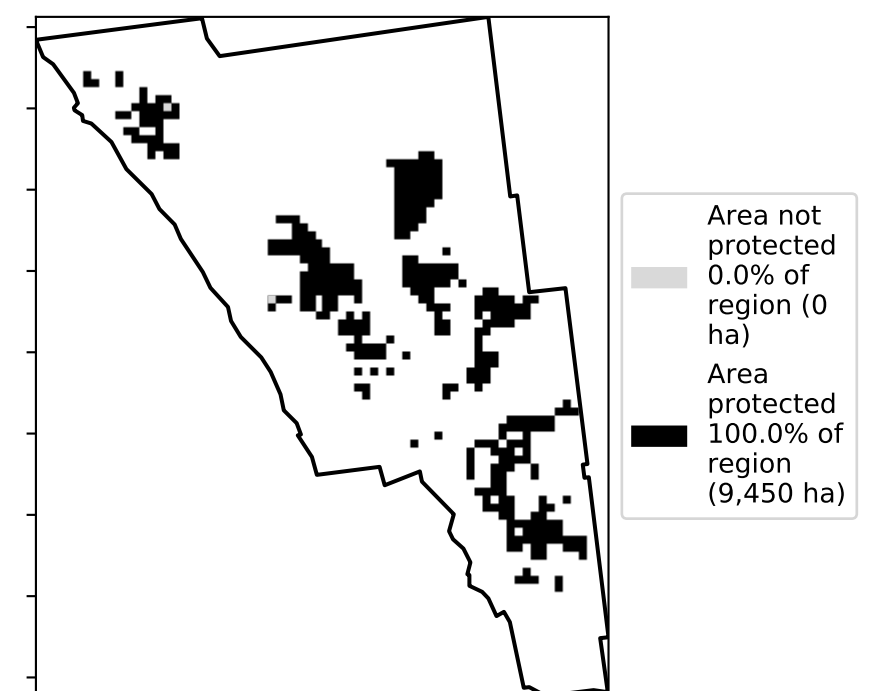 Area not
protected
0.0% of
region (0
ha)
Area
protected
100.0% of
region
(9,450 ha)